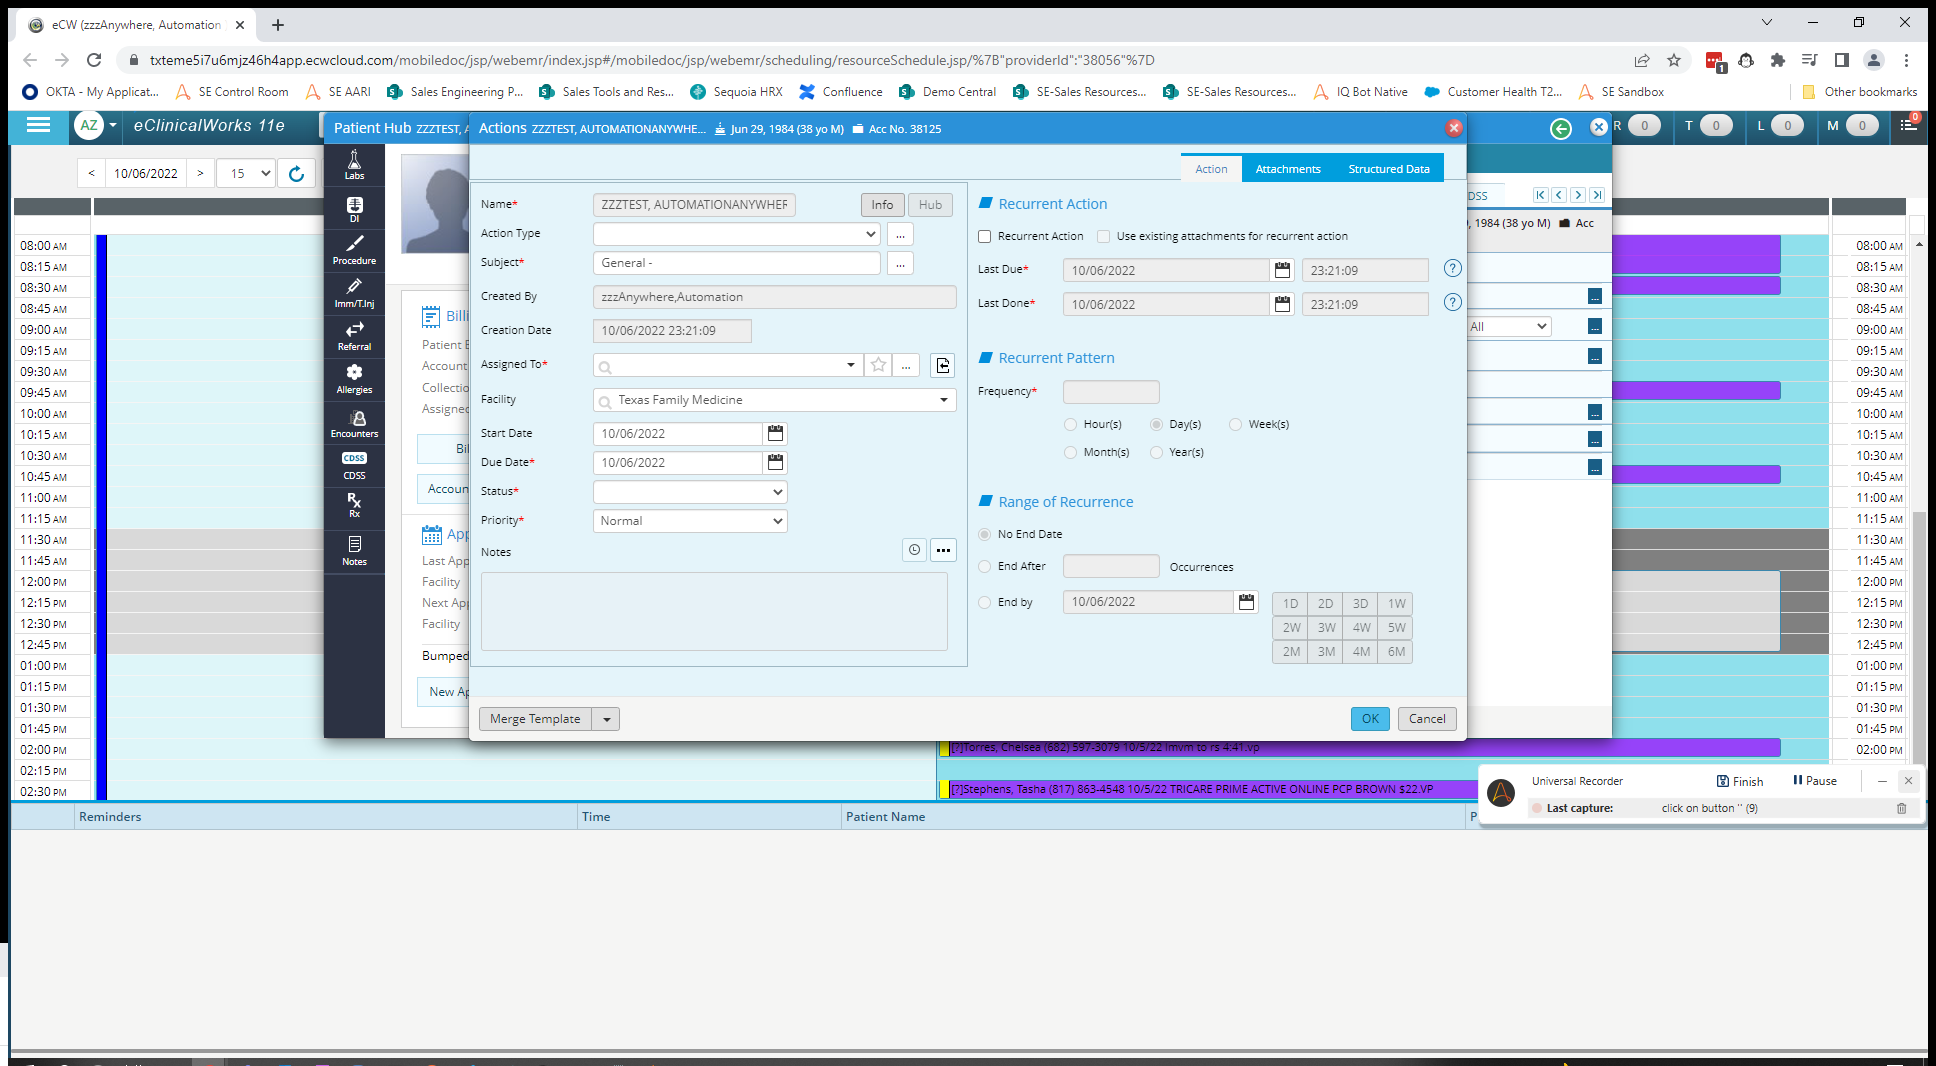 eCW (zzzAnywhere, Automation
txteme5i7u6mjz46h4app.ecwcloud.com/mobiledoc/jsp/webemr/index.jsp#/mobiledoc/jsp/webemr/scheduling/resourceSchedule.jsp/%7B"providerId":"38056"%7D
OKTA - My Applicat... SE Control Room SE AARI Sales Engineering P... Sales Tools and Res... Sequoia HRX Confluence Demo Central SE-Sales Resources... SE-Sales Resources... IQ Bot Native Customer Health T2... SE Sandbox Other bookmarks
AZ eClinicalWorks 11e
Patient Hub ZZZTEST, A
Actions ZZZTEST, AUTOMATIONANYWHE... Jun 29, 1984 (38 yo M) Acc No. 38125
R 0 T 0 L 0 M 0 0
< 10/06/2022 > 15
Action Attachments Structured Data
DSS
, 1984 (38 yo M) Acc
All
08:00 AM
08:15 AM
08:30 AM
08:45 AM
09:00 AM
09:15 AM
09:30 AM
09:45 AM
10:00 AM
10:15 AM
10:30 AM
10:45 AM
11:00 AM
11:15 AM
11:30 AM
11:45 AM
12:00 PM
12:15 PM
12:30 PM
12:45 PM
01:00 PM
01:15 PM
01:30 PM
01:45 PM
02:00 PM
02:15 PM
02:30 PM
Labs
DI
Procedure
Imm/T.Inj
Referral
Allergies
Encounters
CDSS
CDSS
Rx
Rx
Notes
Billi
Patient B
Account
Collectio
Assigned
Bil
Accoun
App
Last App
Facility
Next App
Facility
Bumped
New Ap
Name* ZZZTEST, AUTOMATIONANYWHER Info Hub
Action Type ...
Subject* General - ...
Created By zzzAnywhere,Automation
Creation Date 10/06/2022 23:21:09
Assigned To* ...
Facility Texas Family Medicine
Start Date 10/06/2022
Due Date* 10/06/2022
Status*
Priority* Normal
Notes
Recurrent Action
Recurrent Action Use existing attachments for recurrent action
Last Due* 10/06/2022 23:21:09 ?
Last Done* 10/06/2022 23:21:09 ?
Recurrent Pattern
Frequency*
Hour(s) Day(s) Week(s)
Month(s) Year(s)
Range of Recurrence
No End Date
End After Occurrences
End by 10/06/2022
1D 2D 3D 1W
2W 3W 4W 5W
2M 3M 4M 6M
Merge Template OK Cancel
08:00 AM
08:15 AM
08:30 AM
08:45 AM
09:00 AM
09:15 AM
09:30 AM
09:45 AM
10:00 AM
10:15 AM
10:30 AM
10:45 AM
11:00 AM
11:15 AM
11:30 AM
11:45 AM
12:00 PM
12:15 PM
12:30 PM
12:45 PM
01:00 PM
01:15 PM
01:30 PM
01:45 PM
02:00 PM
[?]Torres, Chelsea (682) 597-3079 10/5/22 lmvm to rs 4:41.vp
[?]Stephens, Tasha (817) 863-4548 10/5/22 TRICARE PRIME ACTIVE ONLINE PCP BROWN $22.VP
Universal Recorder Finish Pause
Last capture: click on button '' (9)
Reminders Time Patient Name P